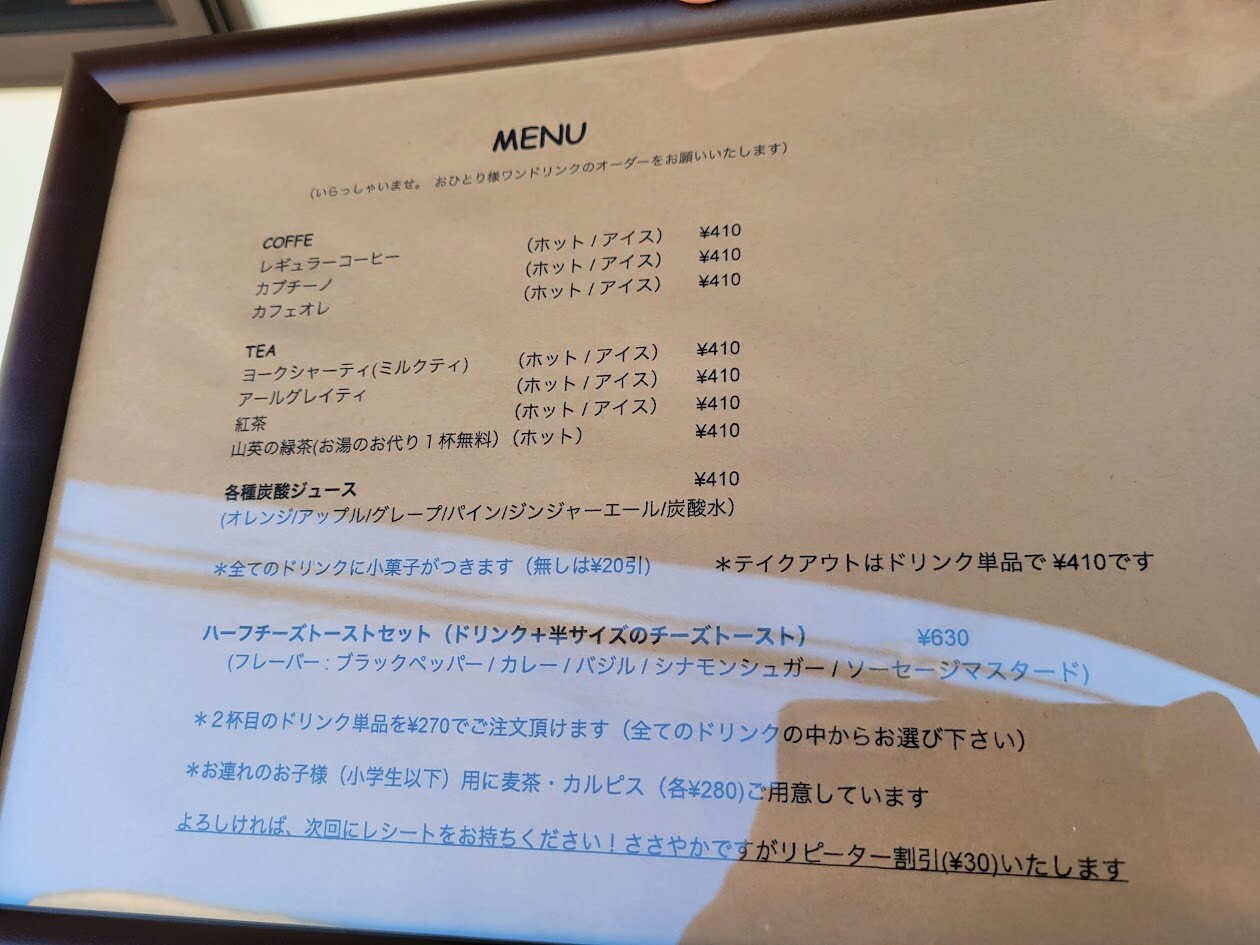 MENU
(いらっしゃいませ。 おひとり様ワンドリンクのオーダーをお願いいたします)
COFFE
レギュラーコーヒー (ホット / アイス) ¥410
カプチーノ (ホット / アイス) ¥410
カフェオレ (ホット / アイス) ¥410
TEA
ヨークシャーティ(ミルクティ) (ホット / アイス) ¥410
アールグレイティ (ホット / アイス) ¥410
紅茶 (ホット / アイス) ¥410
山英の緑茶(お湯のお代り１杯無料) (ホット) ¥410
各種炭酸ジュース ¥410
(オレンジ/アップル/グレープ/パイン/ジンジャーエール/炭酸水)
＊全てのドリンクに小菓子がつきます（無しは¥20引) ＊テイクアウトはドリンク単品で ¥410です
ハーフチーズトーストセット（ドリンク＋半サイズのチーズトースト） ¥630
(フレーバー : ブラックペッパー / カレー / バジル / シナモンシュガー / ソーセージマスタード)
＊２杯目のドリンク単品を¥270でご注文頂けます（全てのドリンクの中からお選び下さい）
＊お連れのお子様（小学生以下）用に麦茶・カルピス（各¥280)ご用意しています
よろしければ、次回にレシートをお持ちください！ささやかですがリピーター割引(¥30)いたします